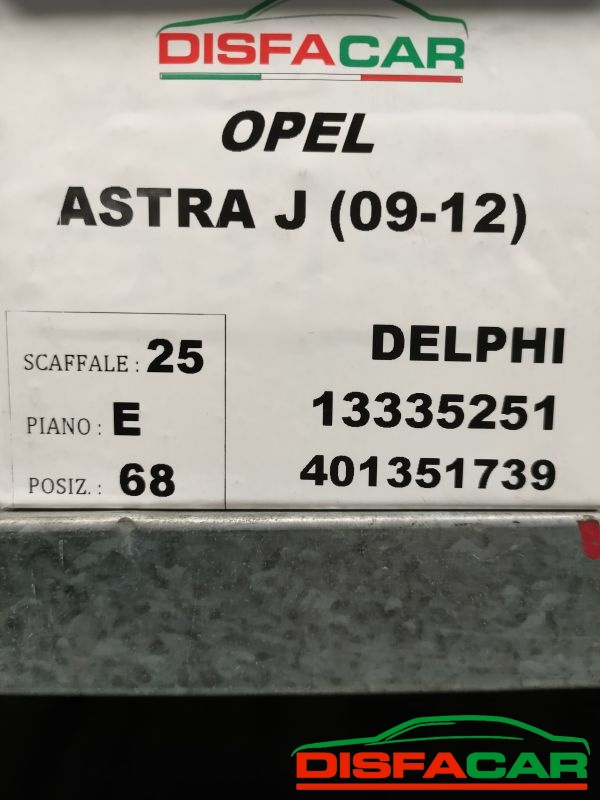 DISFACAR
OPEL
ASTRA J (09-12)
SCAFFALE : 25
PIANO : E
POSIZ. : 68
DELPHI
13335251
401351739
DISFACAR